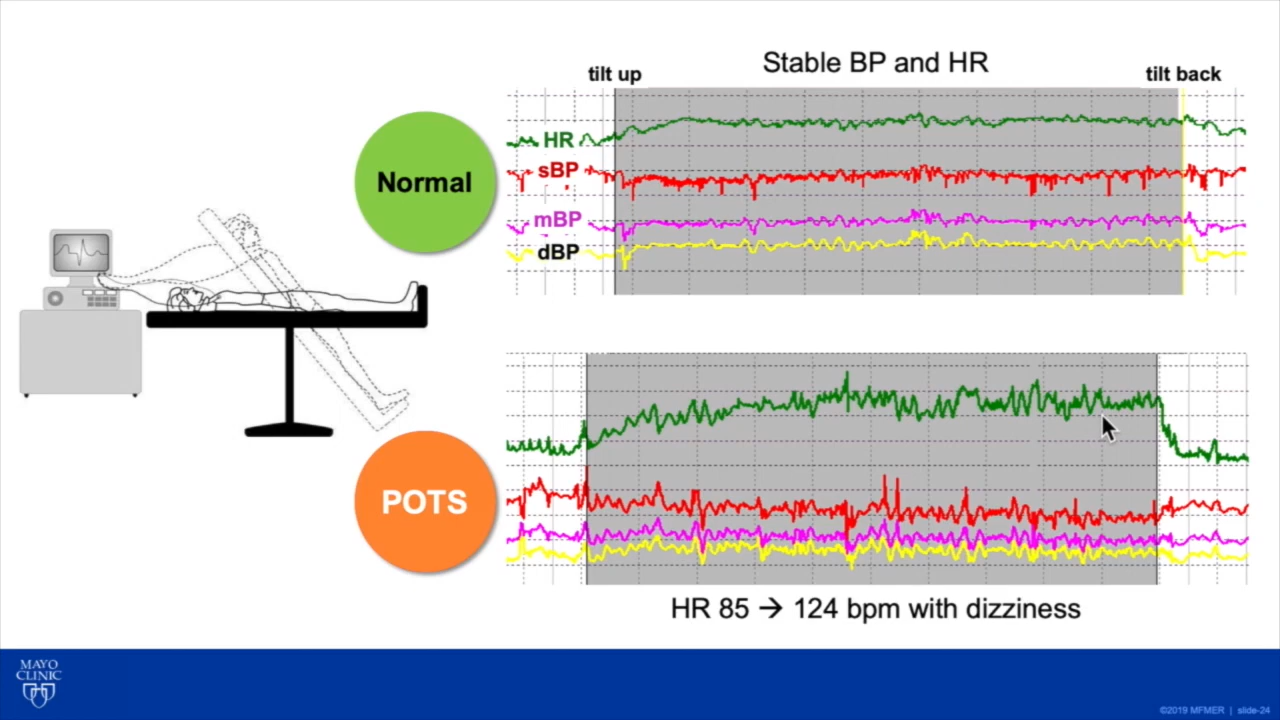 Stable BP and HR
tilt up
tilt back
Normal
HR
sBP
mBP
dBP
POTS
HR 85 → 124 bpm with dizziness
MAYO
CLINIC
©2019 MFMER | slide-24